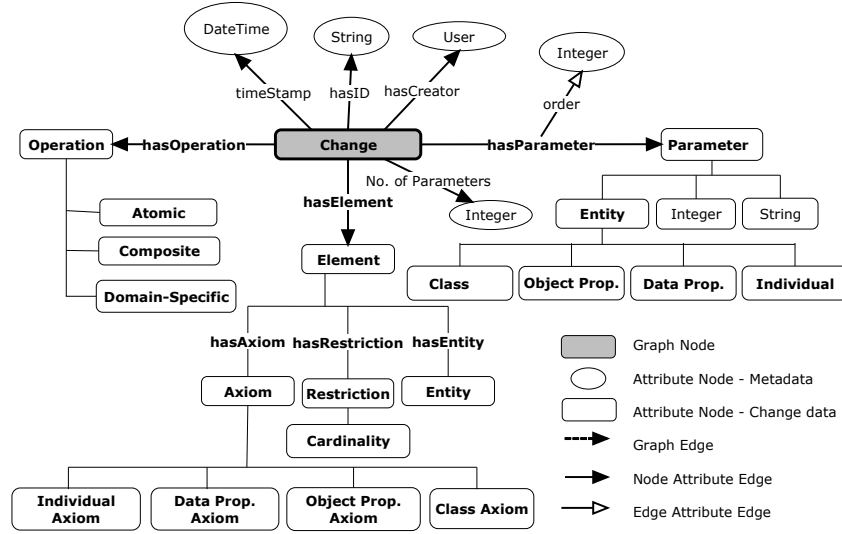 DateTime
String
User
Integer
timeStamp
hasID
hasCreator
order
Operation
hasOperation
Change
hasParameter
Parameter
No. of Parameters
hasElement
Integer
Entity
Integer
String
Atomic
Composite
Domain-Specific
Element
Class
Object Prop.
Data Prop.
Individual
hasAxiom
hasRestriction
hasEntity
Axiom
Restriction
Entity
Cardinality
Individual
Axiom
Data Prop.
Axiom
Object Prop.
Axiom
Class Axiom
Graph Node
Attribute Node - Metadata
Attribute Node - Change data
Graph Edge
Node Attribute Edge
Edge Attribute Edge